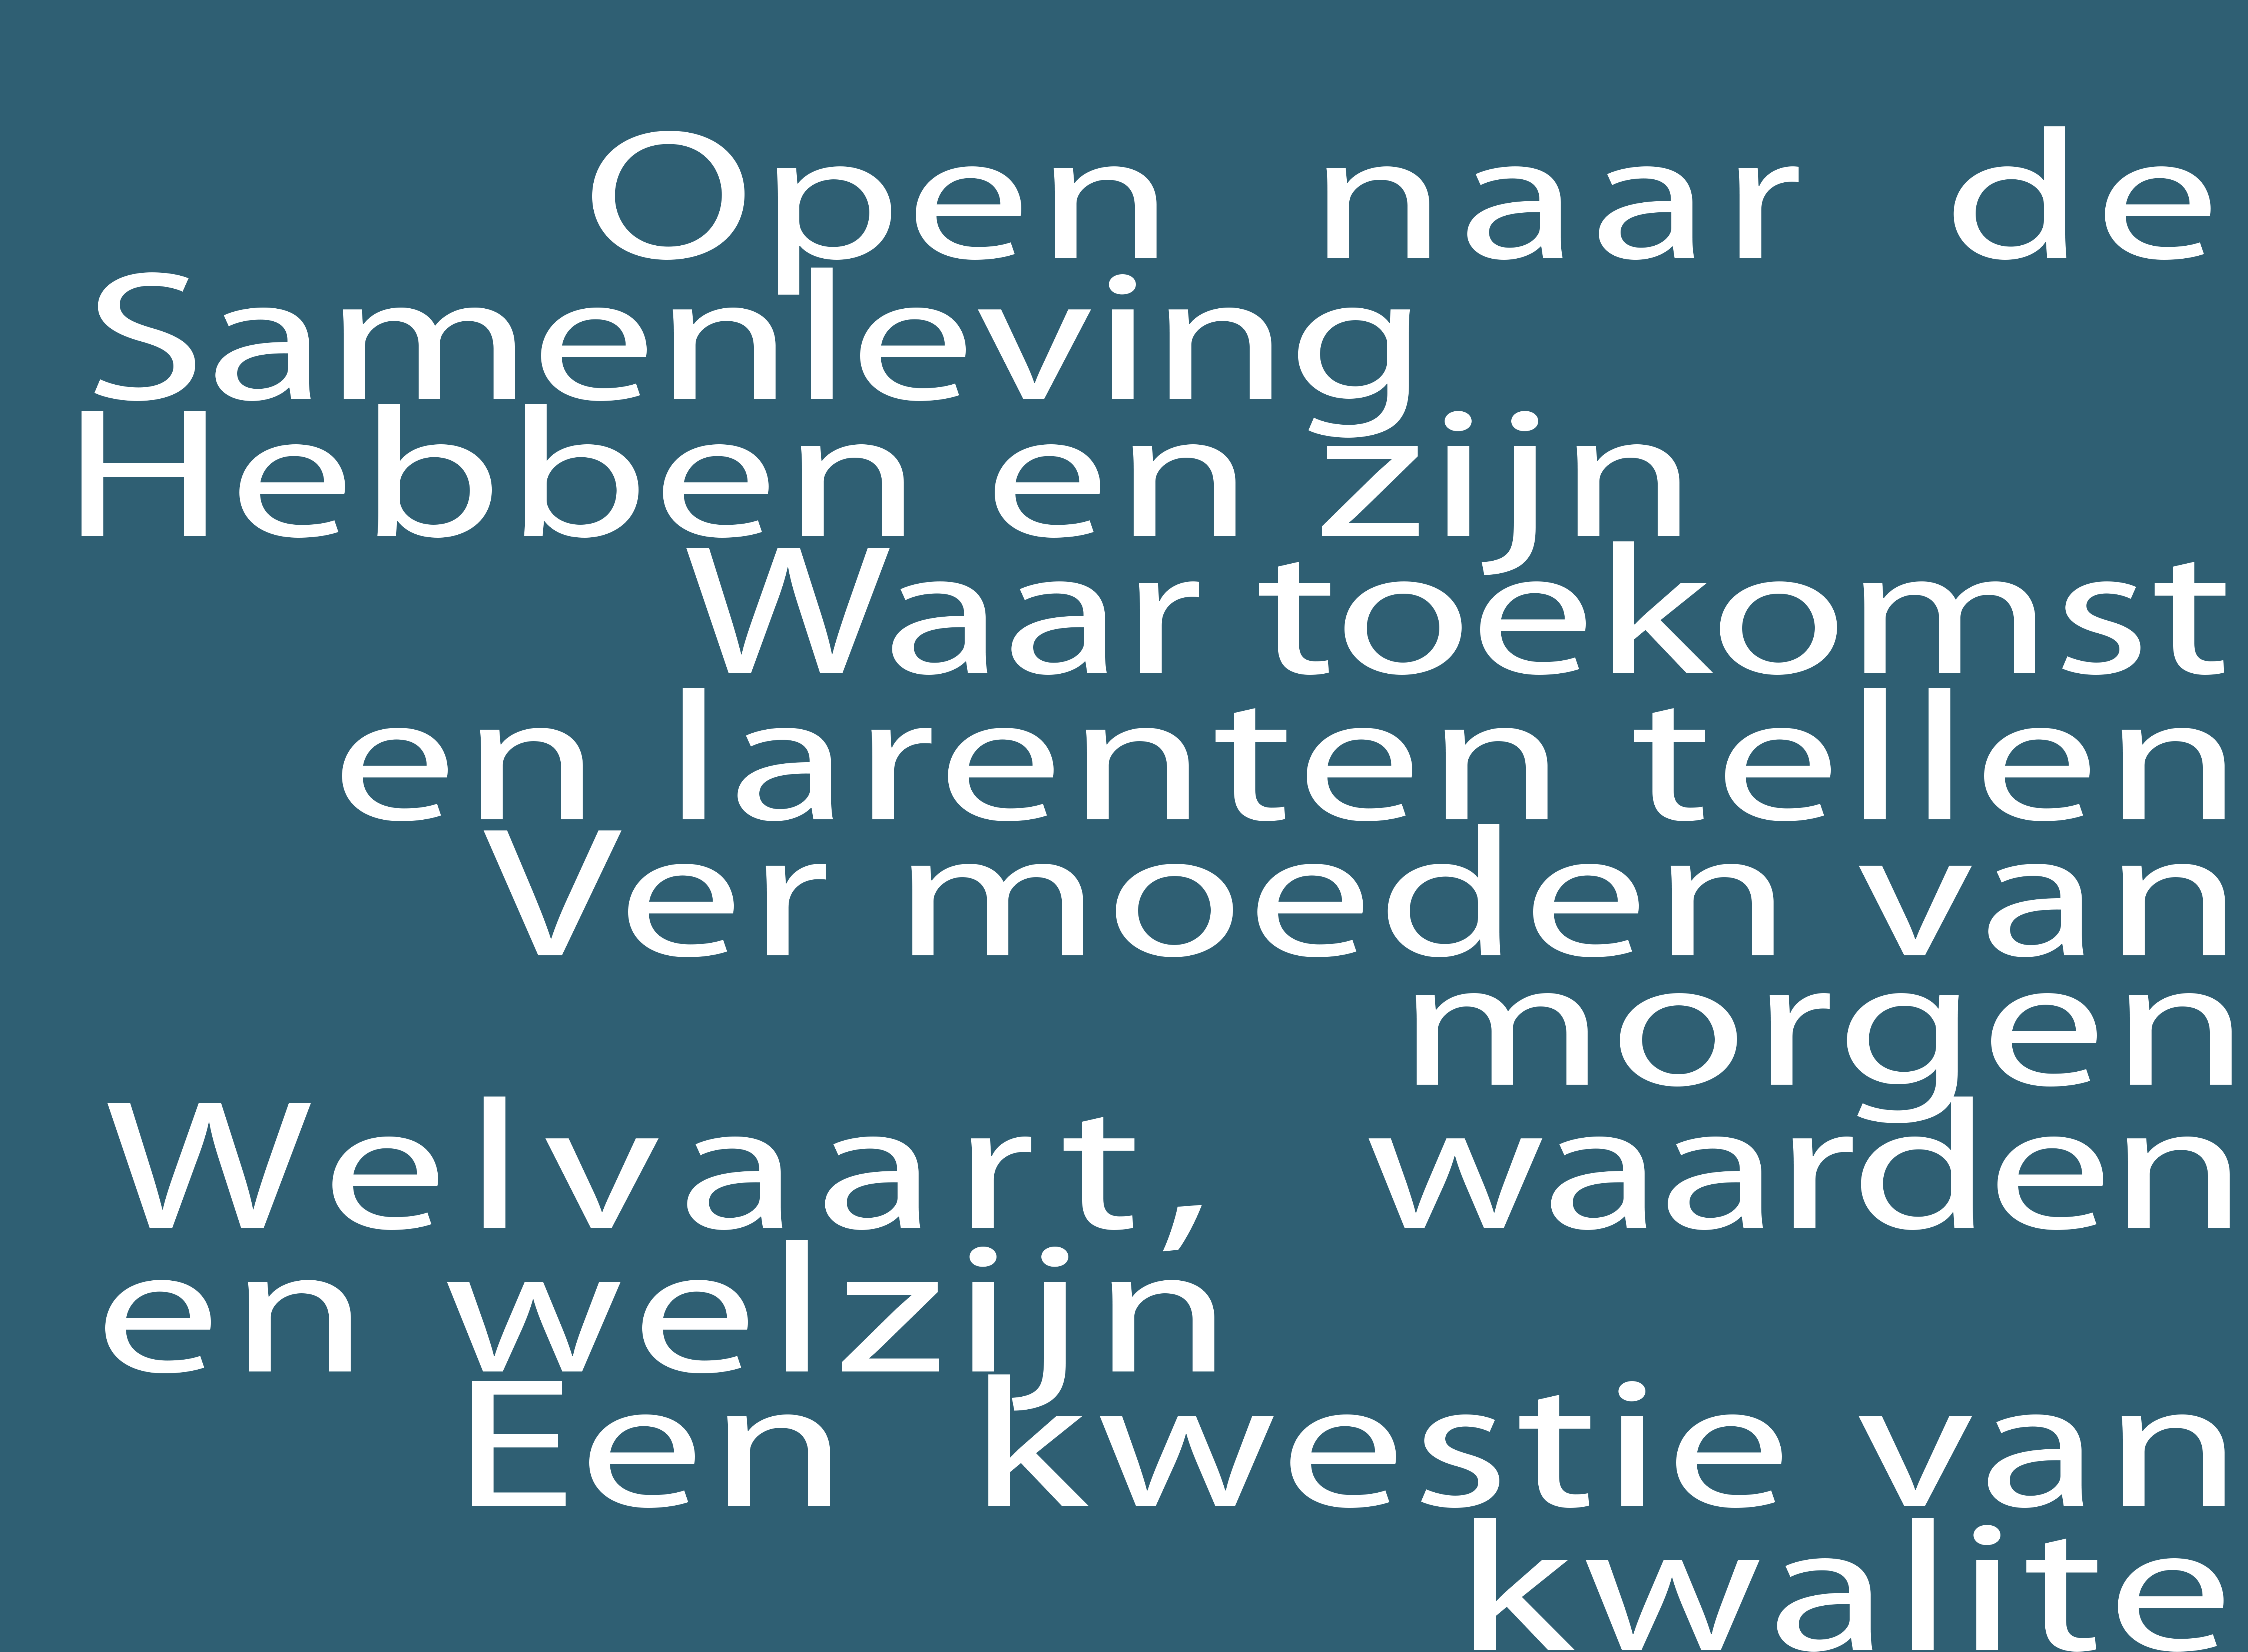 Open naar de
Samenleving
Hebben en zijn
Waar toekomst
en larenten tellen
Ver moeden van
morgen
Welvaart, waarden
en welzijn
Een kwestie van
kwalite